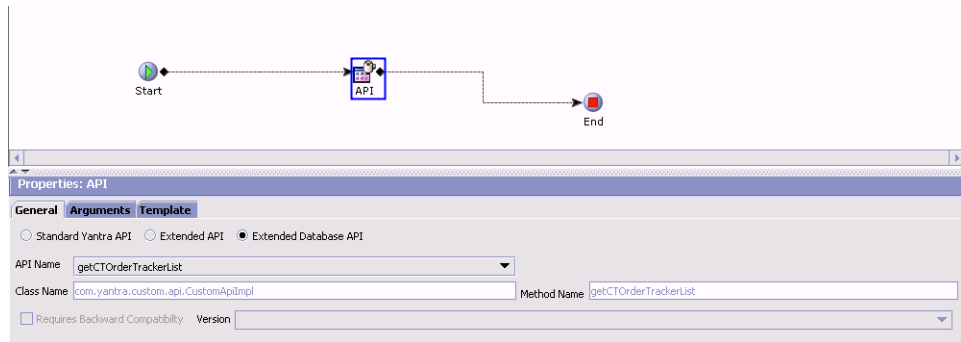 Start
API
End
Properties: API
General Arguments Template
Standard Yantra API Extended API Extended Database API
API Name getCTOrderTrackerList
Class Name com.yantra.custom.api.CustomApiImpl Method Name getCTOrderTrackerList
Requires Backward Compatibilty Version